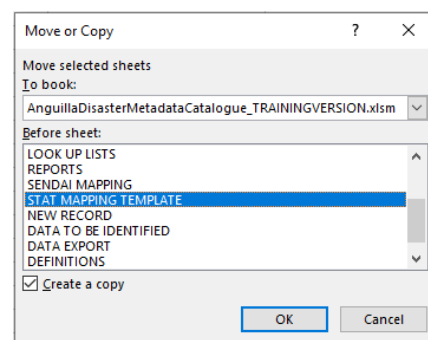 Move or Copy ? ×
Move selected sheets
To book:
AnguillaDisasterMetadataCatalogue_TRAININGVERSION.xlsm
Before sheet:
LOOK UP LISTS
REPORTS
SENDAI MAPPING
STAT MAPPING TEMPLATE
NEW RECORD
DATA TO BE IDENTIFIED
DATA EXPORT
DEFINITIONS
Create a copy
OK Cancel